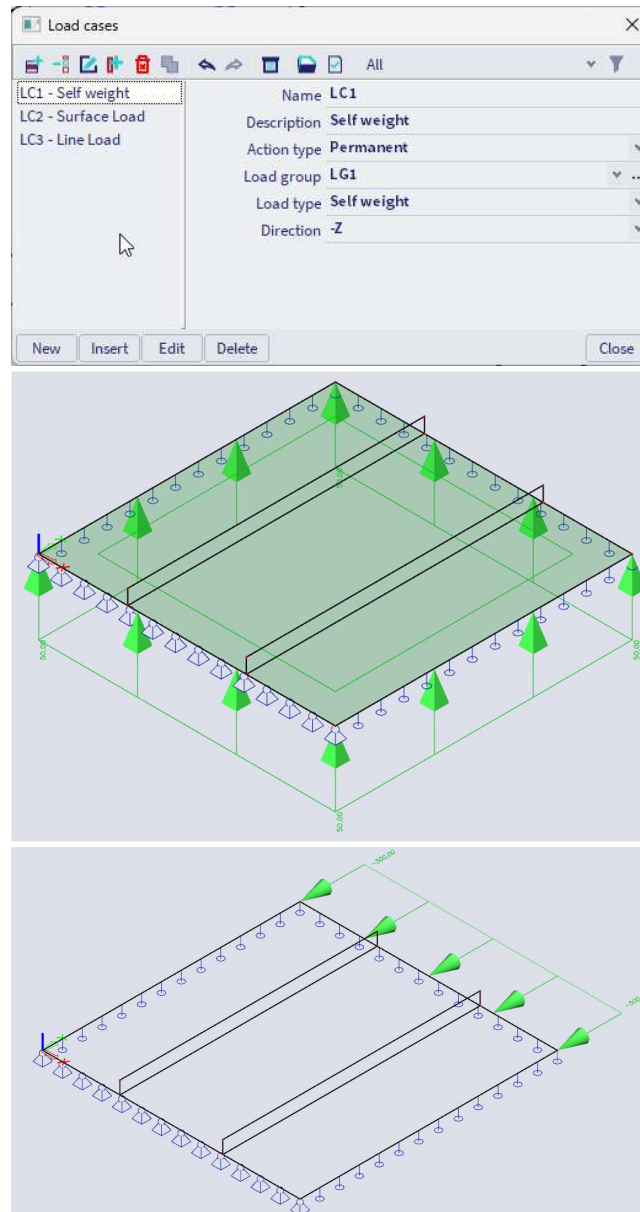 Load cases
All
LC1 - Self weight
LC2 - Surface Load
LC3 - Line Load
Name LC1
Description Self weight
Action type Permanent
Load group LG1
Load type Self weight
Direction -Z
New Insert Edit Delete Close
50.00
50.00
50.00
50.00
-500.00